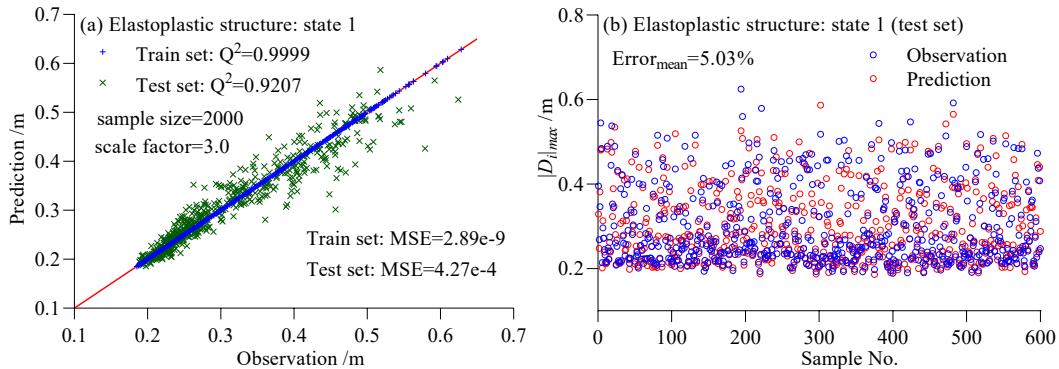 (a) Elastoplastic structure: state 1
Train set: Q²=0.9999
Test set: Q²=0.9207
sample size=2000
scale factor=3.0
Train set: MSE=2.89e-9
Test set: MSE=4.27e-4
Prediction /m
0.7
0.6
0.5
0.4
0.3
0.2
0.1
0.1 0.2 0.3 0.4 0.5 0.6 0.7
Observation /m
(b) Elastoplastic structure: state 1 (test set)
Error_mean=5.03%
Observation
Prediction
|D_i|_max / m
0.8
0.6
0.4
0.2
0 100 200 300 400 500 600
Sample No.